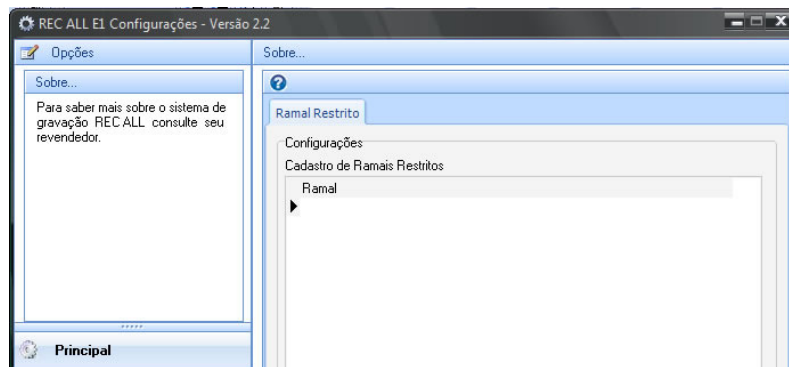 REC ALL E1 Configurações - Versão 2.2
Opções
Sobre...
Sobre...
Para saber mais sobre o sistema de
gravação REC ALL consulte seu
revendedor.
Principal
Ramal Restrito
Configurações
Cadastro de Ramais Restritos
Ramal